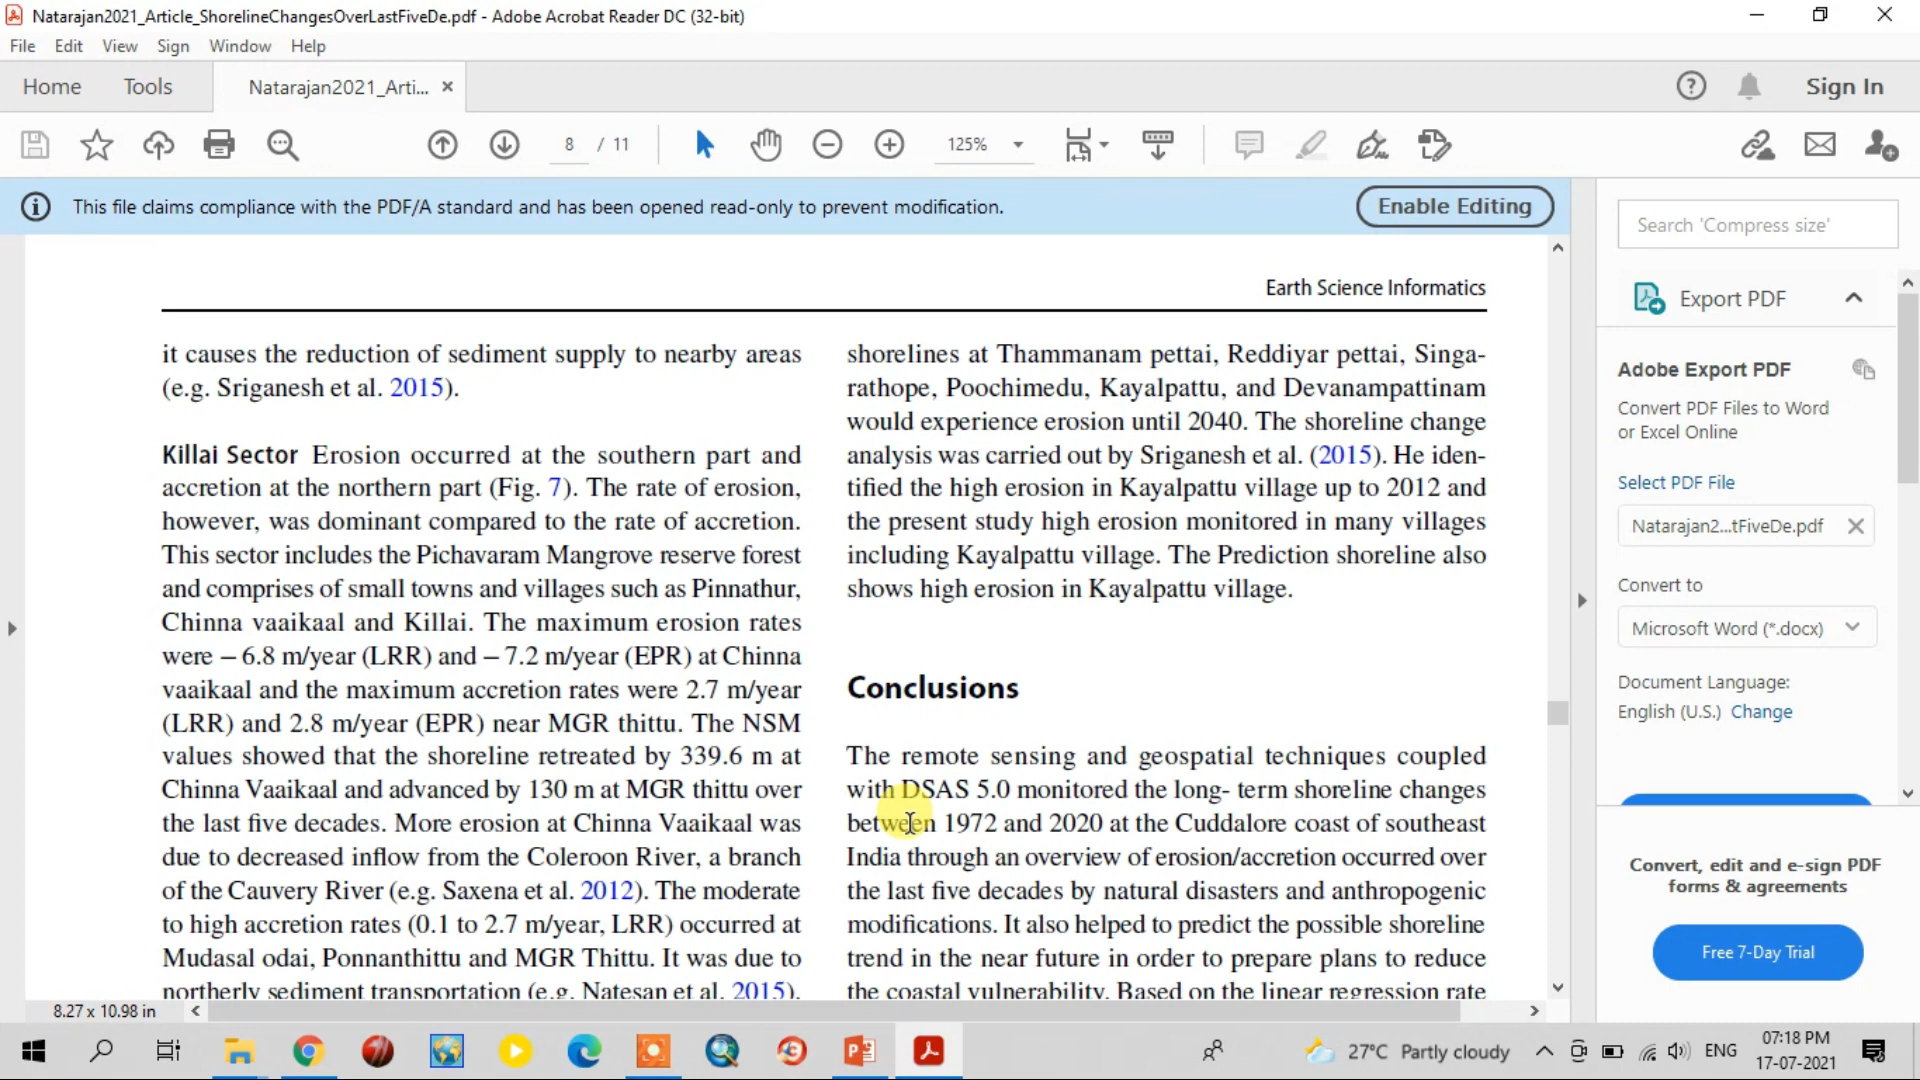 Natarajan2021_Article_ShorelineChangesOverLastFiveDe.pdf - Adobe Acrobat Reader DC (32-bit)
File Edit View Sign Window Help
Home Tools Natarajan2021_Arti... × Sign In
8 / 11 125%
This file claims compliance with the PDF/A standard and has been opened read-only to prevent modification. Enable Editing
Earth Science Informatics
it causes the reduction of sediment supply to nearby areas
(e.g. Sriganesh et al. 2015).
Killai Sector Erosion occurred at the southern part and
accretion at the northern part (Fig. 7). The rate of erosion,
however, was dominant compared to the rate of accretion.
This sector includes the Pichavaram Mangrove reserve forest
and comprises of small towns and villages such as Pinnathur,
Chinna vaaikaal and Killai. The maximum erosion rates
were – 6.8 m/year (LRR) and – 7.2 m/year (EPR) at Chinna
vaaikaal and the maximum accretion rates were 2.7 m/year
(LRR) and 2.8 m/year (EPR) near MGR thittu. The NSM
values showed that the shoreline retreated by 339.6 m at
Chinna Vaaikaal and advanced by 130 m at MGR thittu over
the last five decades. More erosion at Chinna Vaaikaal was
due to decreased inflow from the Coleroon River, a branch
of the Cauvery River (e.g. Saxena et al. 2012). The moderate
to high accretion rates (0.1 to 2.7 m/year, LRR) occurred at
Mudasal odai, Ponnanthittu and MGR Thittu. It was due to
northerly sediment transportation (e.g. Natesan et al. 2015).
shorelines at Thammanam pettai, Reddiyar pettai, Singa-
rathope, Poochimedu, Kayalpattu, and Devanampattinam
would experience erosion until 2040. The shoreline change
analysis was carried out by Sriganesh et al. (2015). He iden-
tified the high erosion in Kayalpattu village up to 2012 and
the present study high erosion monitored in many villages
including Kayalpattu village. The Prediction shoreline also
shows high erosion in Kayalpattu village.
Conclusions
The remote sensing and geospatial techniques coupled
with DSAS 5.0 monitored the long- term shoreline changes
between 1972 and 2020 at the Cuddalore coast of southeast
India through an overview of erosion/accretion occurred over
the last five decades by natural disasters and anthropogenic
modifications. It also helped to predict the possible shoreline
trend in the near future in order to prepare plans to reduce
the coastal vulnerability. Based on the linear regression rate
Search 'Compress size'
Export PDF
Adobe Export PDF
Convert PDF Files to Word
or Excel Online
Select PDF File
Natarajan2...tFiveDe.pdf
Convert to
Microsoft Word (*.docx)
Document Language:
English (U.S.) Change
Convert, edit and e-sign PDF
forms & agreements
Free 7-Day Trial
8.27 x 10.98 in
27°C Partly cloudy
ENG
07:18 PM
17-07-2021